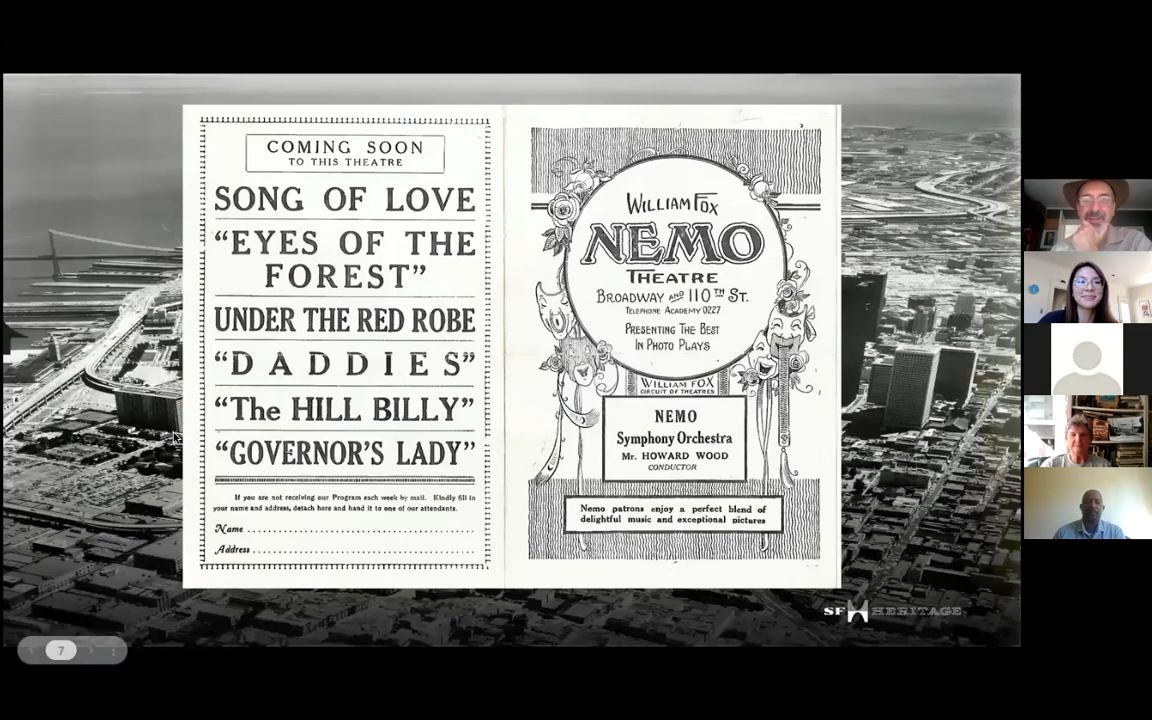 COMING SOON
TO THIS THEATRE
SONG OF LOVE
"EYES OF THE
FOREST"
UNDER THE RED ROBE
"DADDIES"
"The HILL BILLY"
"GOVERNOR'S LADY"
If you are not receiving our Program each week by mail. Kindly fill in
your name and address, detach here and hand it to one of our attendants.
Name
Address
WILLIAM FOX
NEMO
THEATRE
BROADWAY AND 110TH ST.
TELEPHONE ACADEMY 0227
PRESENTING THE BEST
IN PHOTO PLAYS
WILLIAM FOX
CIRCUIT OF THEATRES
NEMO
Symphony Orchestra
Mr. HOWARD WOOD
CONDUCTOR
Nemo patrons enjoy a perfect blend of
delightful music and exceptional pictures
SF HERITAGE
7